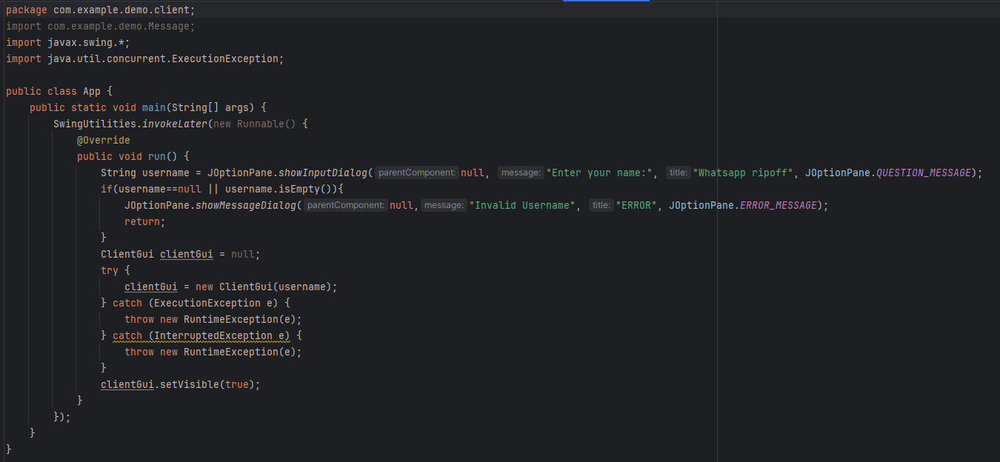 package com.example.demo.client;
import com.example.demo.Message;
import javax.swing.*;
import java.util.concurrent.ExecutionException;

public class App {
    public static void main(String[] args) {
        SwingUtilities.invokeLater(new Runnable() {
            @Override
            public void run() {
                String username = JOptionPane.showInputDialog( parentComponent: null, message: "Enter your name:", title: "Whatsapp ripoff", JOptionPane.QUESTION_MESSAGE);
                if(username==null || username.isEmpty()){
                    JOptionPane.showMessageDialog( parentComponent: null, message: "Invalid Username", title: "ERROR", JOptionPane.ERROR_MESSAGE);
                    return;
                }
                ClientGui clientGui = null;
                try {
                    clientGui = new ClientGui(username);
                } catch (ExecutionException e) {
                    throw new RuntimeException(e);
                } catch (InterruptedException e) {
                    throw new RuntimeException(e);
                }
                clientGui.setVisible(true);
            }
        });
    }
}